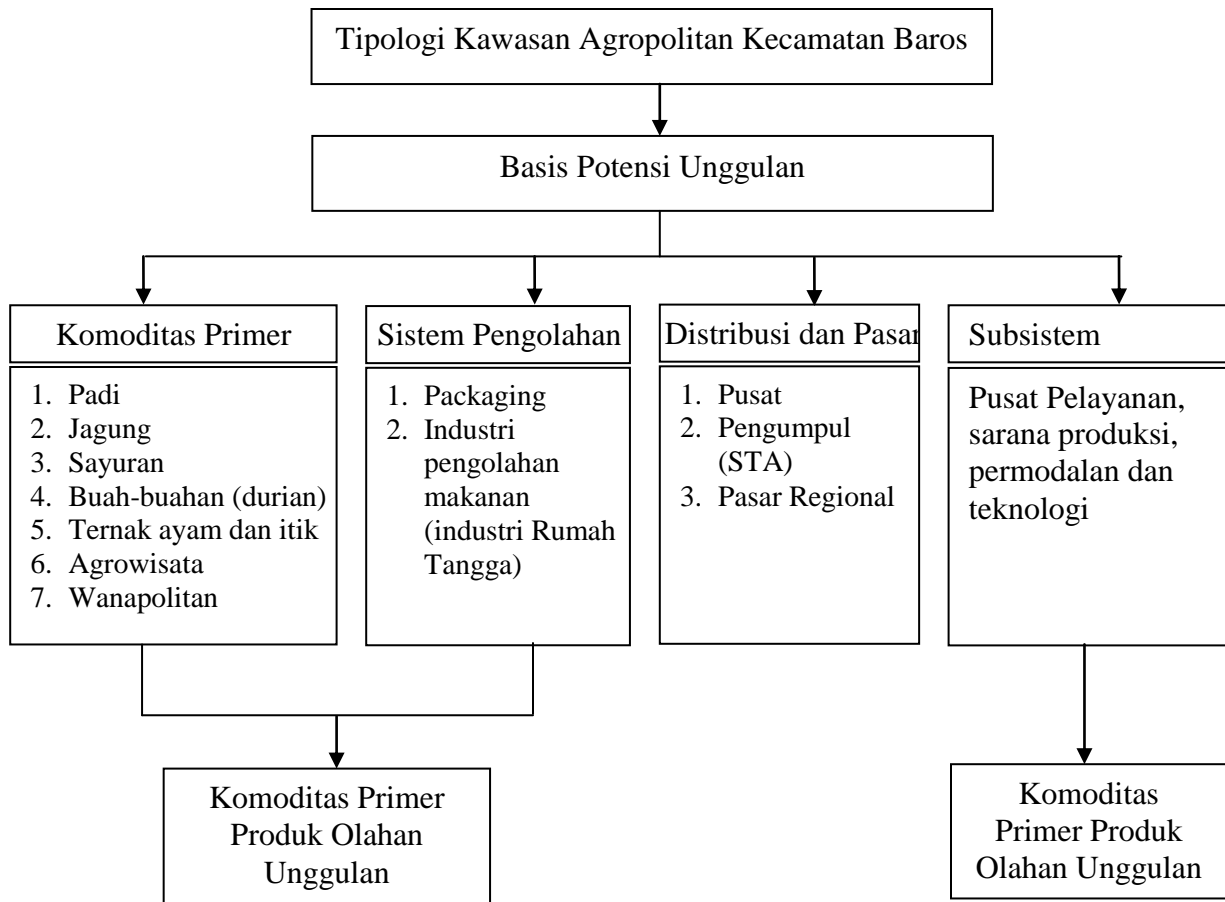 Tipologi Kawasan Agropolitan Kecamatan Baros
Basis Potensi Unggulan
Komoditas Primer
1. Padi
2. Jagung
3. Sayuran
4. Buah-buahan (durian)
5. Ternak ayam dan itik
6. Agrowisata
7. Wanapolitan
Sistem Pengolahan
1. Packaging
2. Industri
pengolahan
makanan
(industri Rumah
Tangga)
Distribusi dan Pasar
1. Pusat
2. Pengumpul
(STA)
3. Pasar Regional
Subsistem
Pusat Pelayanan,
sarana produksi,
permodalan dan
teknologi
Komoditas Primer
Produk Olahan
Unggulan
Komoditas
Primer Produk
Olahan Unggulan